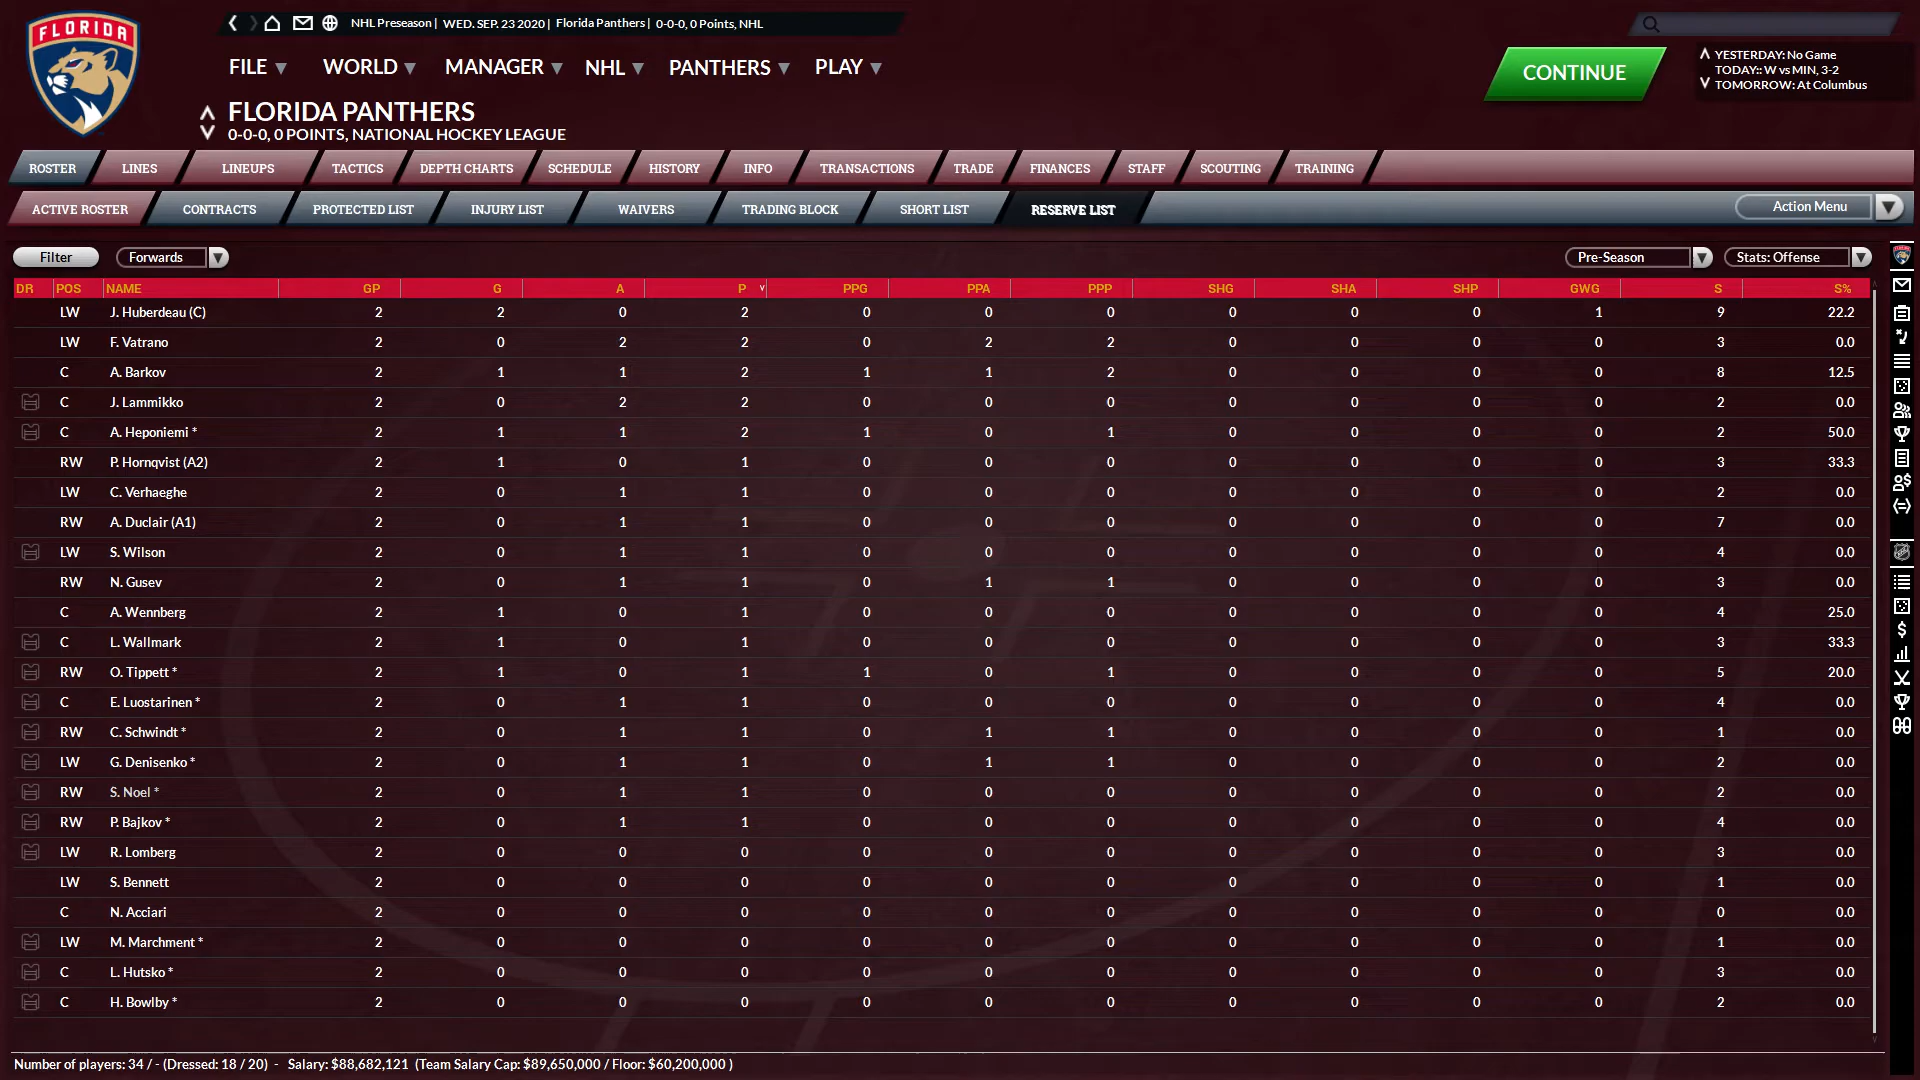 FLORIDA
NHL Preseason | WED. SEP. 23 2020 | Florida Panthers | 0-0-0, 0 Points, NHL
FILE WORLD MANAGER NHL PANTHERS PLAY
CONTINUE
YESTERDAY: No Game
TODAY:: W vs MIN, 3-2
TOMORROW: At Columbus
FLORIDA PANTHERS
0-0-0, 0 POINTS, NATIONAL HOCKEY LEAGUE
ROSTER LINES LINEUPS TACTICS DEPTH CHARTS SCHEDULE HISTORY INFO TRANSACTIONS TRADE FINANCES STAFF SCOUTING TRAINING
ACTIVE ROSTER CONTRACTS PROTECTED LIST INJURY LIST WAIVERS TRADING BLOCK SHORT LIST RESERVE LIST Action Menu
Filter Forwards Pre-Season Stats: Offense
DR POS NAME GP G A P PPG PPA PPP SHG SHA SHP GWG S S%
LW J. Huberdeau (C) 2 2 0 2 0 0 0 0 0 0 1 9 22.2
LW F. Vatrano 2 0 2 2 0 2 2 0 0 0 0 3 0.0
C A. Barkov 2 1 1 2 1 1 2 0 0 0 0 8 12.5
C J. Lammikko 2 0 2 2 0 0 0 0 0 0 0 2 0.0
C A. Heponiemi * 2 1 1 2 1 0 1 0 0 0 0 2 50.0
RW P. Hornqvist (A2) 2 1 0 1 0 0 0 0 0 0 0 3 33.3
LW C. Verhaeghe 2 0 1 1 0 0 0 0 0 0 0 2 0.0
RW A. Duclair (A1) 2 0 1 1 0 0 0 0 0 0 0 7 0.0
LW S. Wilson 2 0 1 1 0 0 0 0 0 0 0 4 0.0
RW N. Gusev 2 0 1 1 0 1 1 0 0 0 0 3 0.0
C A. Wennberg 2 1 0 1 0 0 0 0 0 0 0 4 25.0
C L. Wallmark 2 1 0 1 0 0 0 0 0 0 0 3 33.3
RW O. Tippett * 2 1 0 1 1 0 1 0 0 0 0 5 20.0
C E. Luostarinen * 2 0 1 1 0 0 0 0 0 0 0 4 0.0
RW C. Schwindt * 2 0 1 1 0 1 1 0 0 0 0 1 0.0
LW G. Denisenko * 2 0 1 1 0 1 1 0 0 0 0 2 0.0
RW S. Noel * 2 0 1 1 0 0 0 0 0 0 0 2 0.0
RW P. Bajkov * 2 0 1 1 0 0 0 0 0 0 0 4 0.0
LW R. Lomberg 2 0 0 0 0 0 0 0 0 0 0 3 0.0
LW S. Bennett 2 0 0 0 0 0 0 0 0 0 0 1 0.0
C N. Acciari 2 0 0 0 0 0 0 0 0 0 0 0 0.0
LW M. Marchment * 2 0 0 0 0 0 0 0 0 0 0 1 0.0
C L. Hutsko * 2 0 0 0 0 0 0 0 0 0 0 3 0.0
C H. Bowlby * 2 0 0 0 0 0 0 0 0 0 0 2 0.0
Number of players: 34 / - (Dressed: 18 / 20) - Salary: $88,682,121 (Team Salary Cap: $89,650,000 / Floor: $60,200,000 )